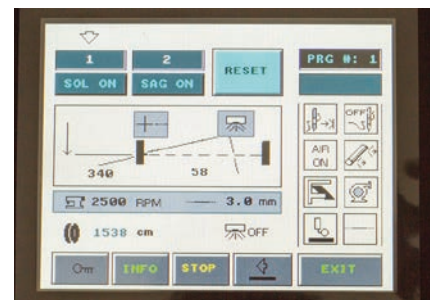 1 2 RESET PRG #: 1
SOL ON SAG ON
OFF
AIR ON
340 58
2500 RPM 3.0 mm
1538 cm OFF
INFO STOP EXIT